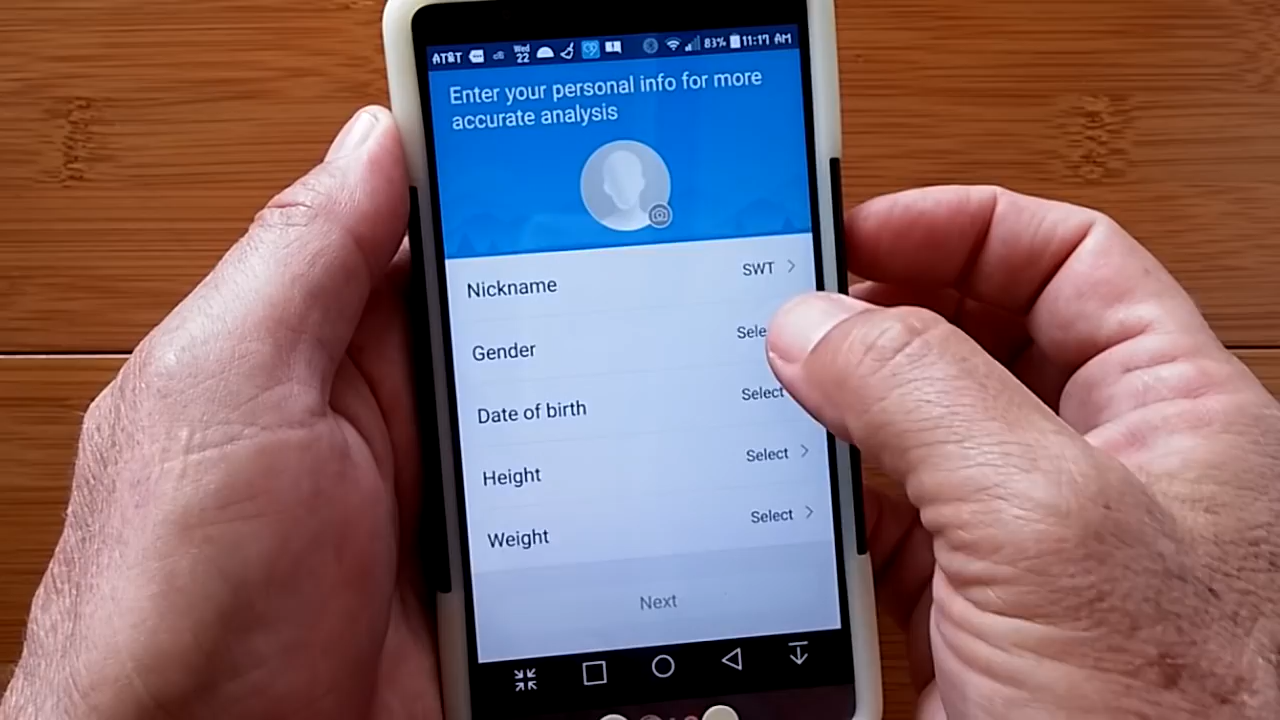 AT&T Wed 22 83% 11:17 AM
Enter your personal info for more
accurate analysis
Nickname SWT
Gender Sele
Date of birth Select
Height Select
Weight Select
Next